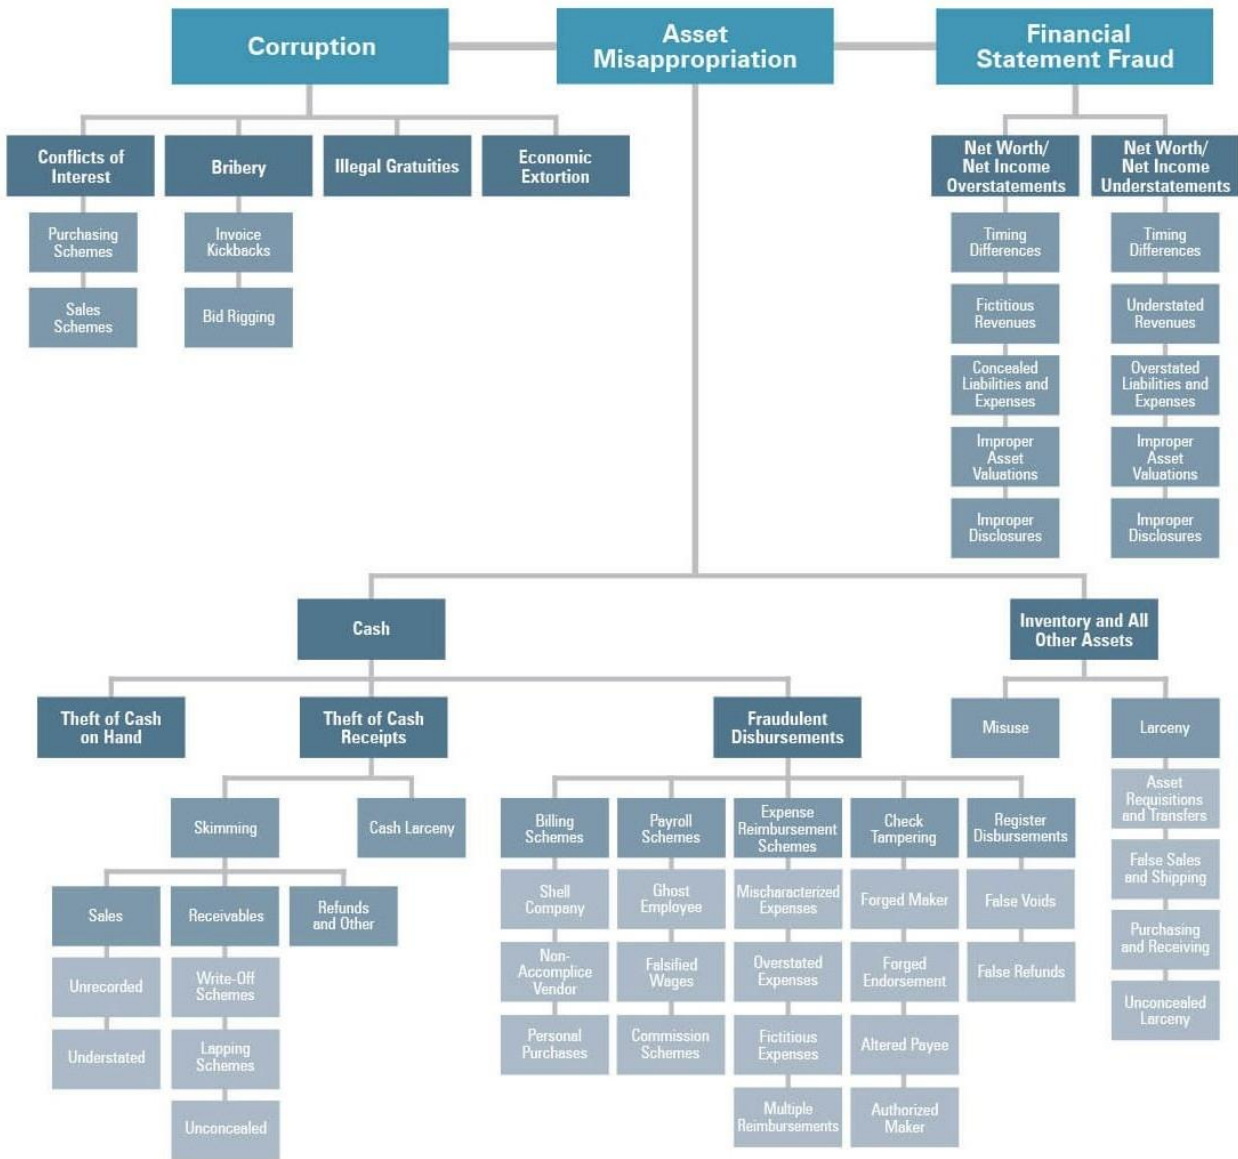 Corruption
Asset
Misappropriation
Financial
Statement Fraud
Conflicts of
Interest
Bribery
Illegal Gratuities
Economic
Extortion
Net Worth/
Net Income
Overstatements
Net Worth/
Net Income
Understatements
Purchasing
Schemes
Invoice
Kickbacks
Timing
Differences
Timing
Differences
Sales
Schemes
Bid Rigging
Fictitious
Revenues
Understated
Revenues
Concealed
Liabilities and
Expenses
Overstated
Liabilities and
Expenses
Improper
Asset
Valuations
Improper
Asset
Valuations
Improper
Disclosures
Improper
Disclosures
Cash
Inventory and All
Other Assets
Theft of Cash
on Hand
Theft of Cash
Receipts
Fraudulent
Disbursements
Misuse
Larceny
Skimming
Cash Larceny
Billing
Schemes
Payroll
Schemes
Expense
Reimbursement
Schemes
Check
Tampering
Register
Disbursements
Asset
Requisitions
and Transfers
Sales
Receivables
Refunds
and Other
Shell
Company
Ghost
Employee
Mischaracterized
Expenses
Forged Maker
False Voids
False Sales
and Shipping
Unrecorded
Write-Off
Schemes
Non-
Accomplice
Vendor
Falsified
Wages
Overstated
Expenses
Forged
Endorsement
False Refunds
Purchasing
and Receiving
Understated
Lapping
Schemes
Personal
Purchases
Commission
Schemes
Fictitious
Expenses
Altered Payee
Unconcealed
Larceny
Unconcealed
Multiple
Reimbursements
Authorized
Maker